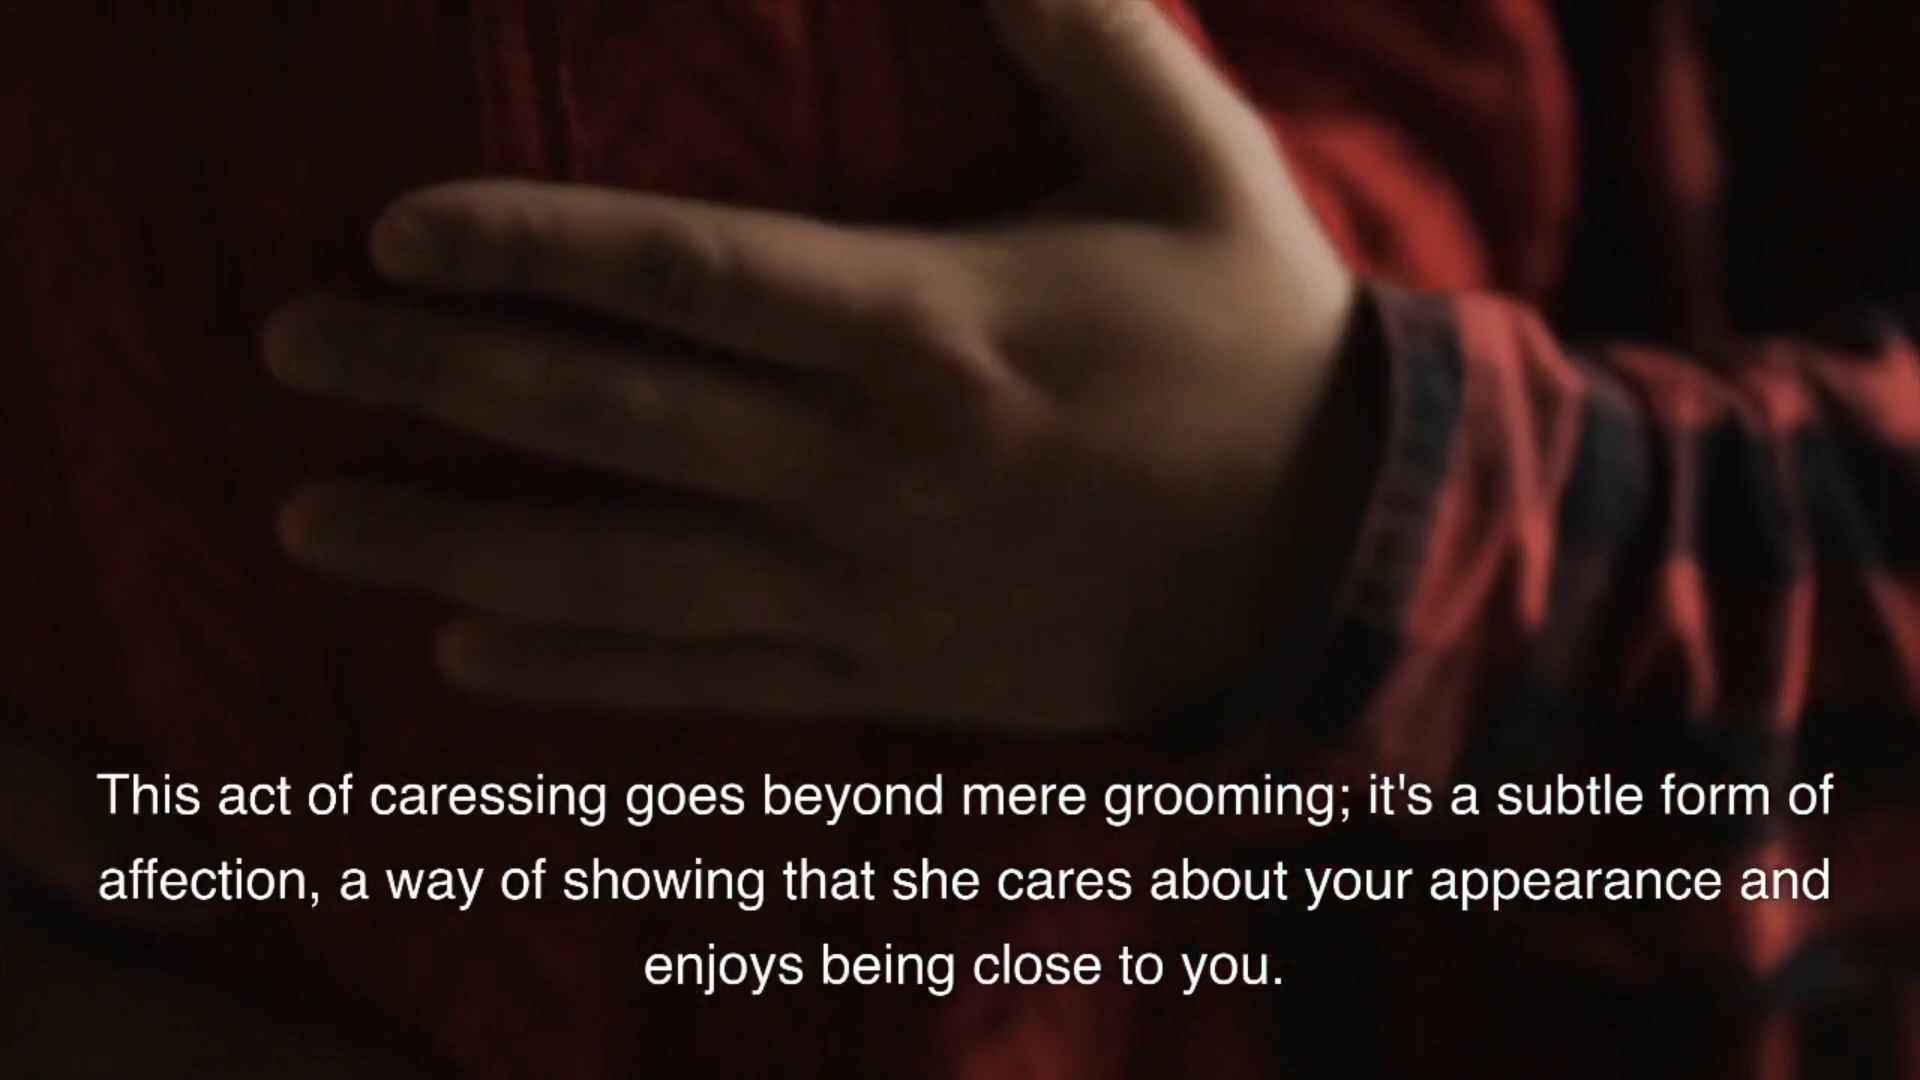 This act of caressing goes beyond mere grooming; it's a subtle form of
affection, a way of showing that she cares about your appearance and
enjoys being close to you.